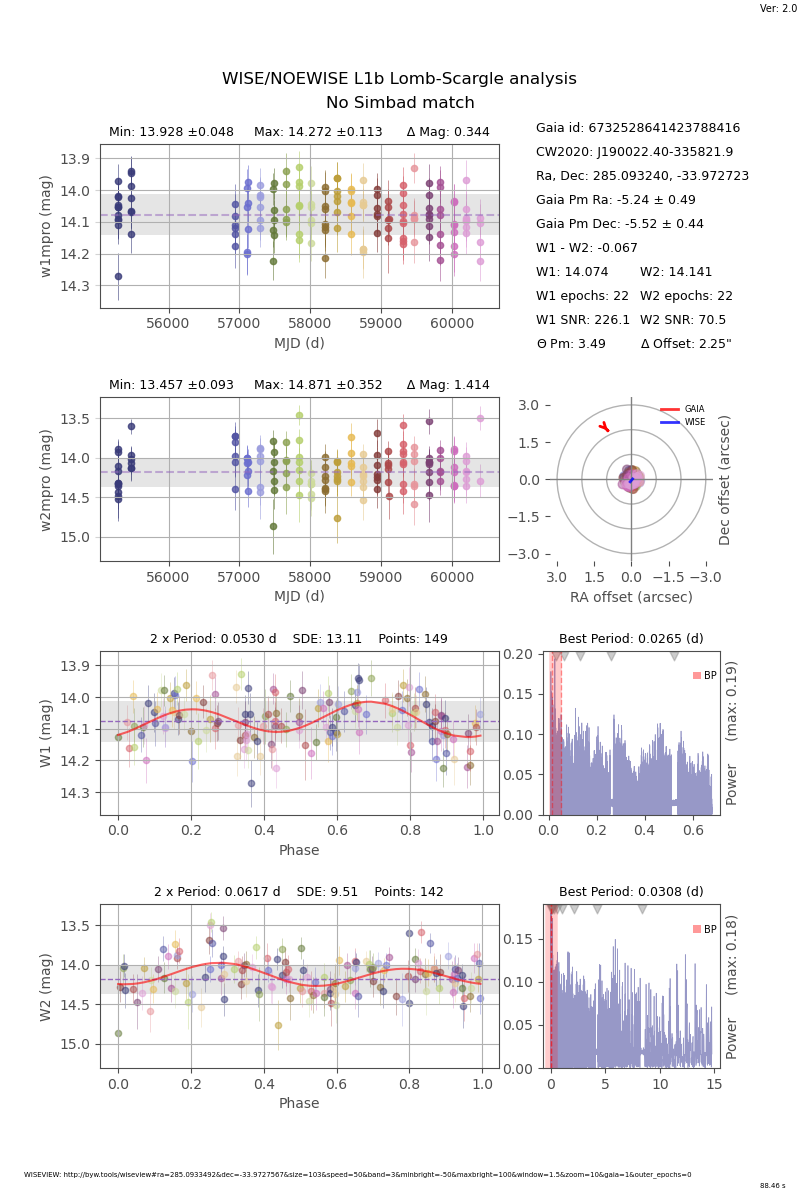 Ver: 2.0
WISE/NOEWISE L1b Lomb-Scargle analysis
No Simbad match
Min: 13.928 ±0.048 Max: 14.272 ±0.113 Δ Mag: 0.344
13.9
14.0
14.1
14.2
14.3
w1mpro (mag)
56000 57000 58000 59000 60000
MJD (d)
Gaia id: 6732528641423788416
CW2020: J190022.40-335821.9
Ra, Dec: 285.093240, -33.972723
Gaia Pm Ra: -5.24 ± 0.49
Gaia Pm Dec: -5.52 ± 0.44
W1 - W2: -0.067
W1: 14.074 W2: 14.141
W1 epochs: 22 W2 epochs: 22
W1 SNR: 226.1 W2 SNR: 70.5
Θ Pm: 3.49 Δ Offset: 2.25"
Min: 13.457 ±0.093 Max: 14.871 ±0.352 Δ Mag: 1.414
13.5
14.0
14.5
15.0
w2mpro (mag)
56000 57000 58000 59000 60000
MJD (d)
3.0
1.5
0.0
−1.5
−3.0
GAIA
WISE
Dec offset (arcsec)
3.0 1.5 0.0 −1.5 −3.0
RA offset (arcsec)
2 x Period: 0.0530 d SDE: 13.11 Points: 149
13.9
14.0
14.1
14.2
14.3
W1 (mag)
0.0 0.2 0.4 0.6 0.8 1.0
Phase
Best Period: 0.0265 (d)
0.20
0.15
0.10
0.05
0.00
BP
Power (max: 0.19)
0.0 0.2 0.4 0.6
2 x Period: 0.0617 d SDE: 9.51 Points: 142
13.5
14.0
14.5
15.0
W2 (mag)
0.0 0.2 0.4 0.6 0.8 1.0
Phase
Best Period: 0.0308 (d)
0.15
0.10
0.05
0.00
BP
Power (max: 0.18)
0 5 10 15
WISEVIEW: http://byw.tools/wiseview#ra=285.0933492&dec=-33.9727567&size=103&speed=50&band=3&minbright=-50&maxbright=100&window=1.5&zoom=10&gaia=1&outer_epochs=0
88.46 s